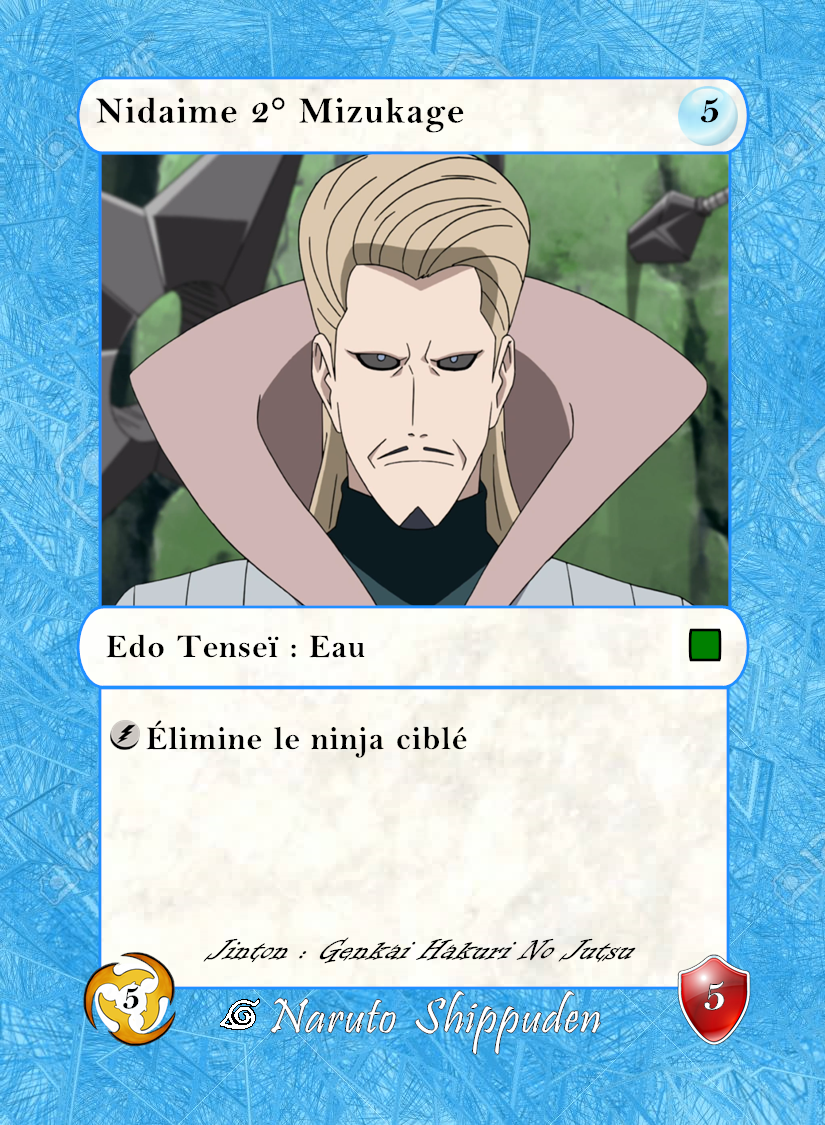 Nidaime 2° Mizukage
5
Edo Tenseï : Eau
Élimine le ninja ciblé
Jinton : Genkai Hakuri No Jutsu
5
Naruto Shippuden
5